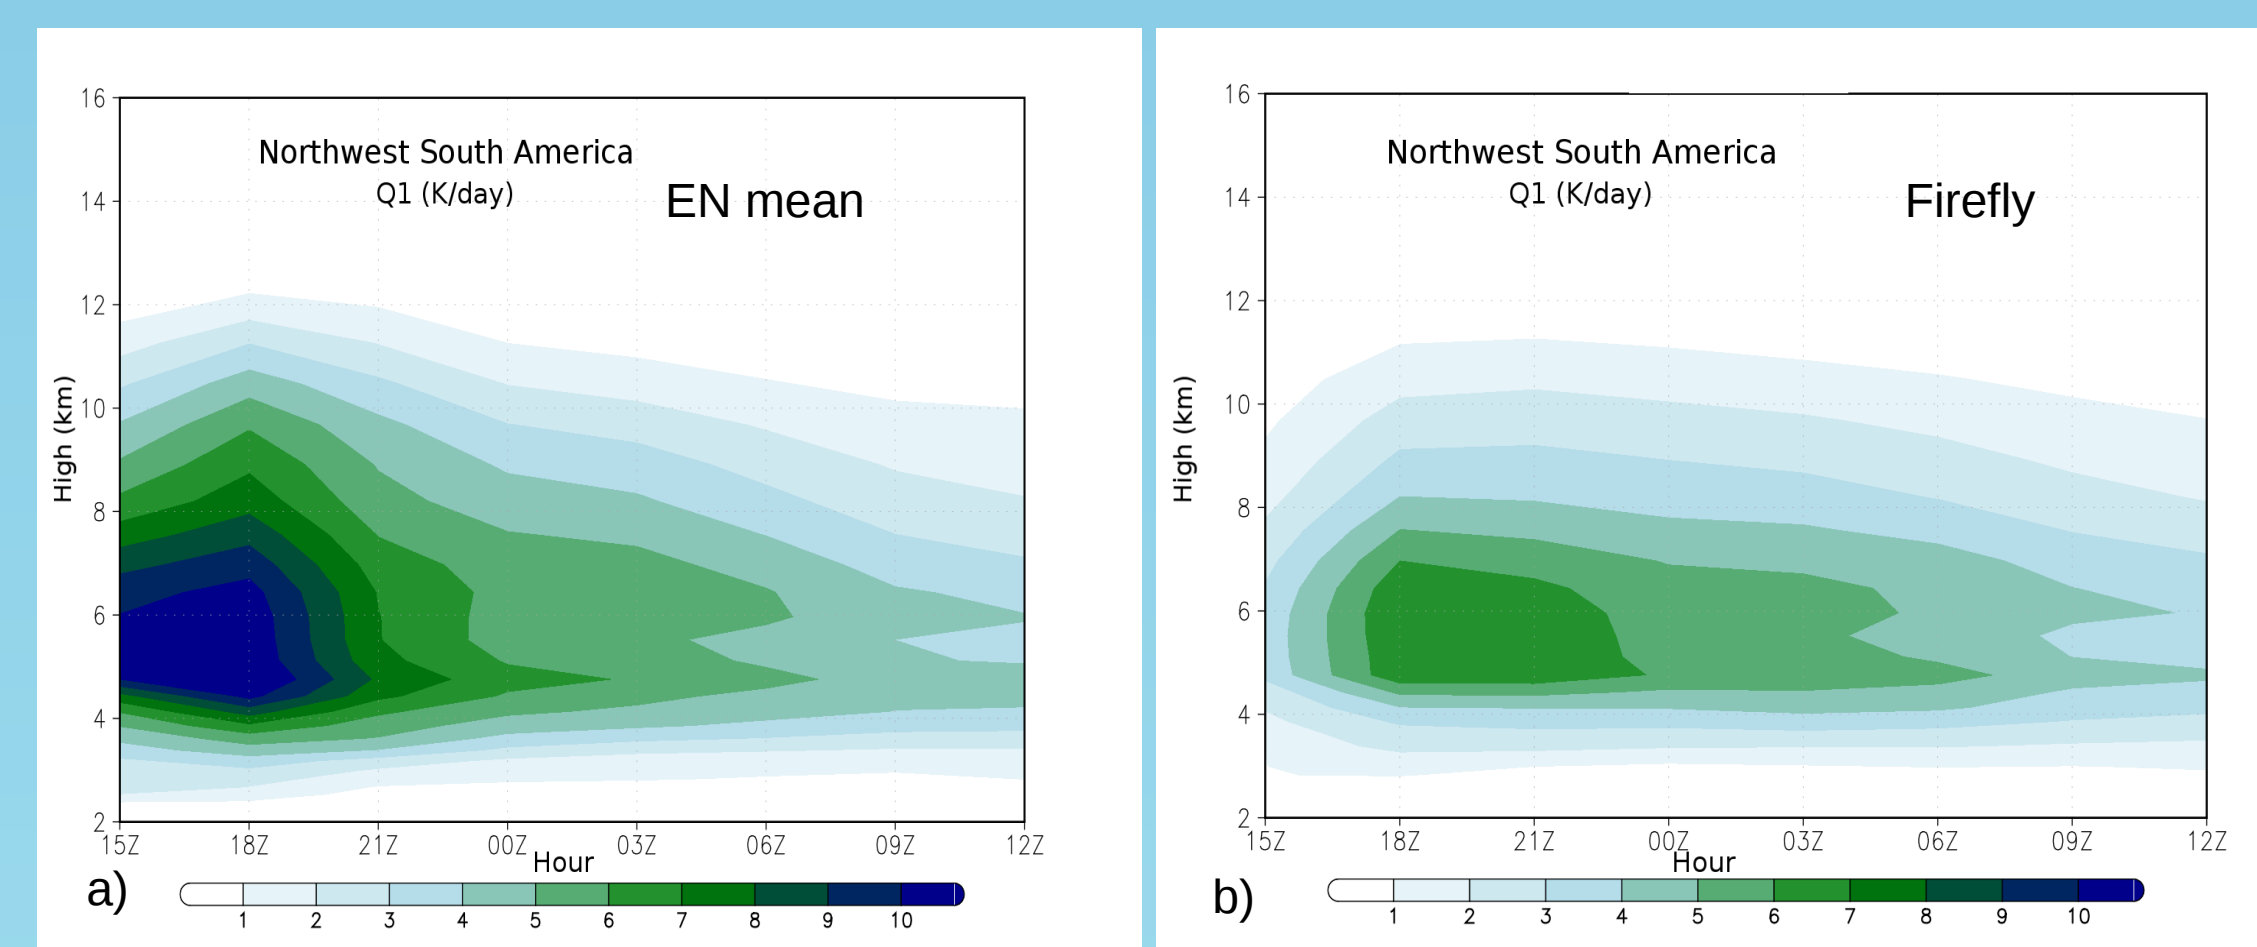 Northwest South America
Q1 (K/day)
EN mean
High (km)
16
14
12
10
8
6
4
2
15Z 18Z 21Z 00Z 03Z 06Z 09Z 12Z
Hour
a)
1 2 3 4 5 6 7 8 9 10
Northwest South America
Q1 (K/day)
Firefly
High (km)
16
14
12
10
8
6
4
2
15Z 18Z 21Z 00Z 03Z 06Z 09Z 12Z
Hour
b)
1 2 3 4 5 6 7 8 9 10